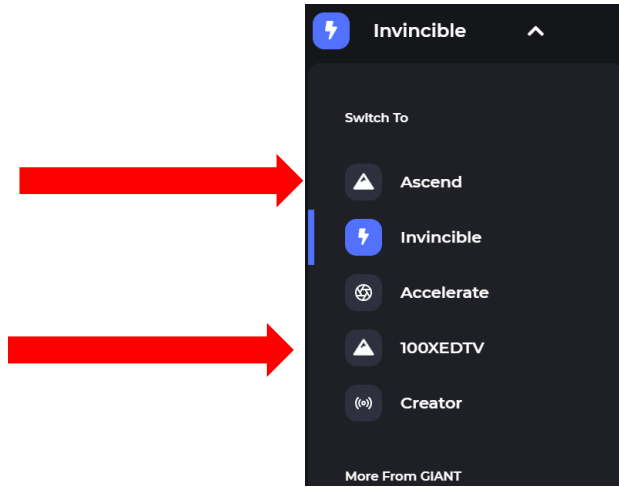 Invincible
Switch To
Ascend
Invincible
Accelerate
100XEDTV
Creator
More From GIANT